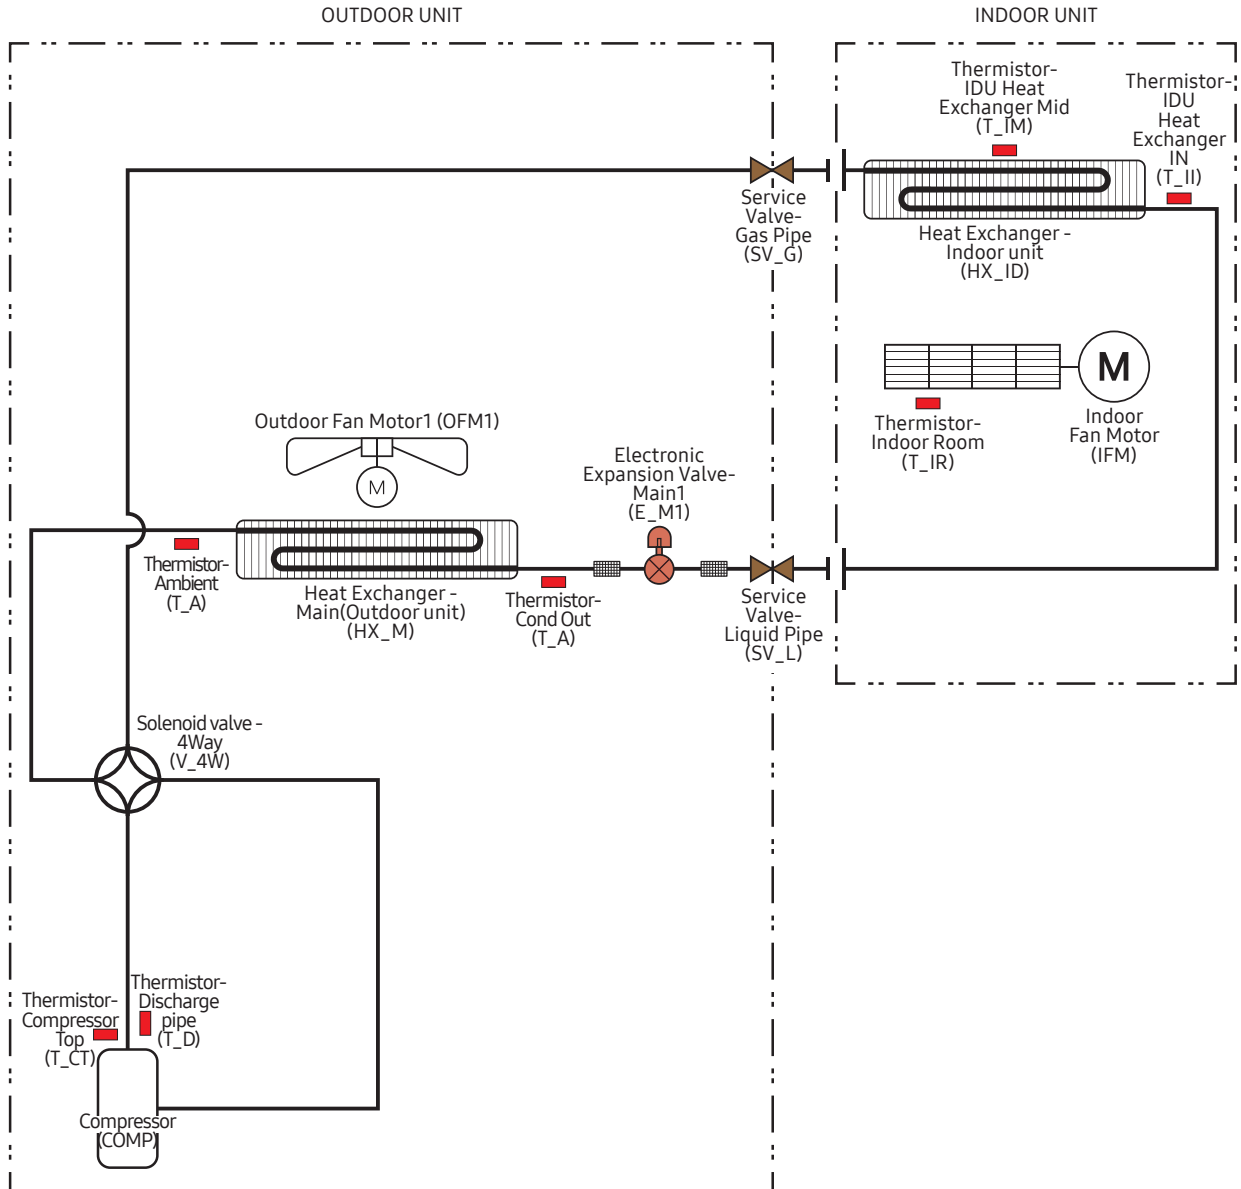 OUTDOOR UNIT
INDOOR UNIT
Thermistor-
IDU Heat
Exchanger Mid
(T_IM)
Thermistor-
IDU
Heat
Exchanger
IN
(T_II)
Service
Valve-
Gas Pipe
(SV_G)
Heat Exchanger -
Indoor unit
(HX_ID)
M
Thermistor-
Indoor Room
(T_IR)
Indoor
Fan Motor
(IFM)
Outdoor Fan Motor1 (OFM1)
M
Electronic
Expansion Valve-
Main1
(E_M1)
Thermistor-
Ambient
(T_A)
Heat Exchanger -
Main(Outdoor unit)
(HX_M)
Thermistor-
Cond Out
(T_A)
Service
Valve-
Liquid Pipe
(SV_L)
Solenoid valve -
4Way
(V_4W)
Thermistor-
Compressor
Top
(T_CT)
Thermistor-
Discharge
pipe
(T_D)
Compressor
(COMP)